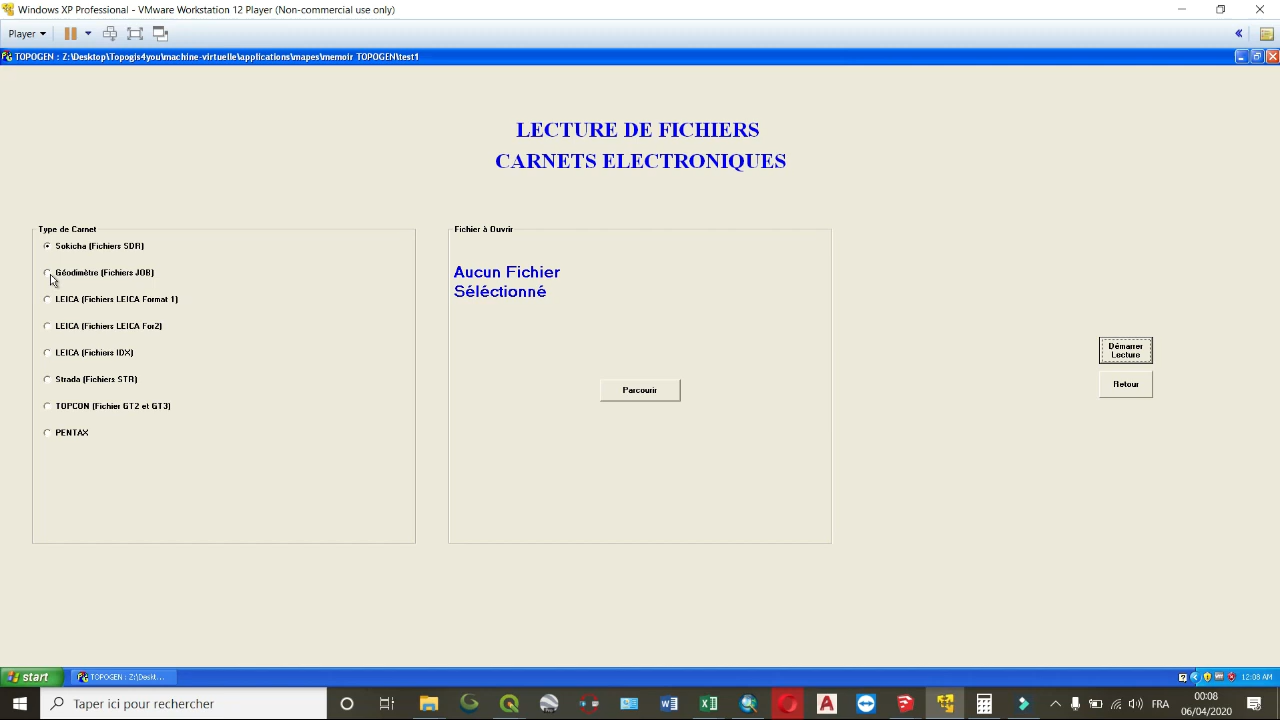 Windows XP Professional - VMware Workstation 12 Player (Non-commercial use only)
Player
TOPOGEN : Z:\Desktop\Topogis4you\machine-virtuelle\applications\mapes\memoir TOPOGEN\test1
LECTURE DE FICHIERS
CARNETS ELECTRONIQUES
Type de Carnet
Sokicha (Fichiers SDR)
Géodimètre (Fichiers JOB)
LEICA (Fichiers LEICA Format 1)
LEICA (Fichiers LEICA For2)
LEICA (Fichiers IDX)
Strada (Fichiers STR)
TOPCON (Fichier GT2 et GT3)
PENTAX
Fichier à Ouvrir
Aucun Fichier
Séléctionné
Parcourir
Démarrer
Lecture
Retour
start
TOPOGEN : Z:\Deskt...
12:08 AM
Taper ici pour rechercher
FRA
00:08
06/04/2020